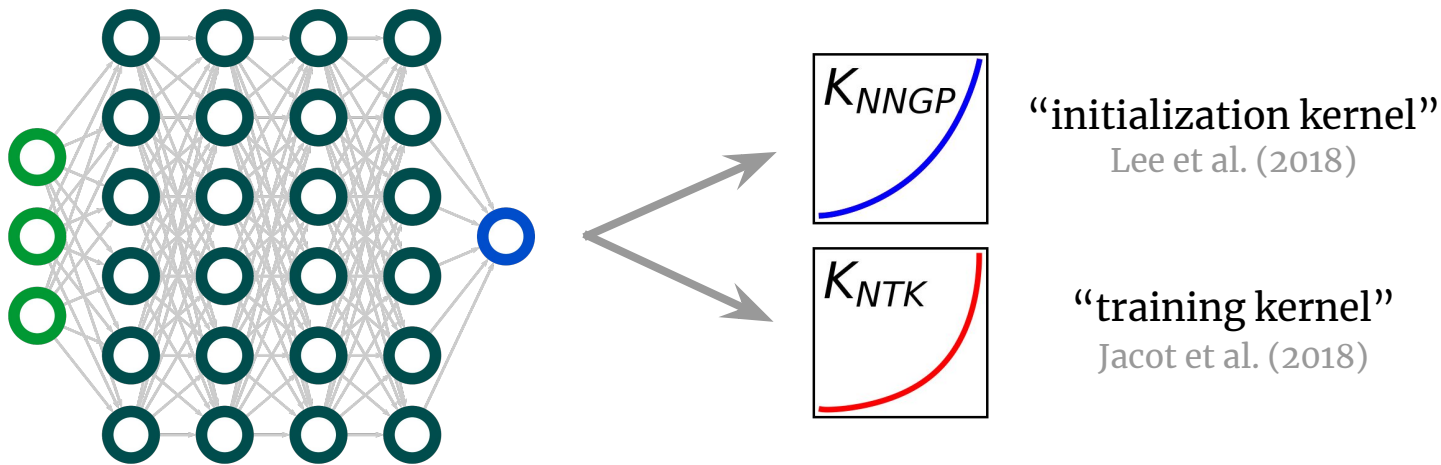 K_NNGP
“initialization kernel”
Lee et al. (2018)
K_NTK
“training kernel”
Jacot et al. (2018)